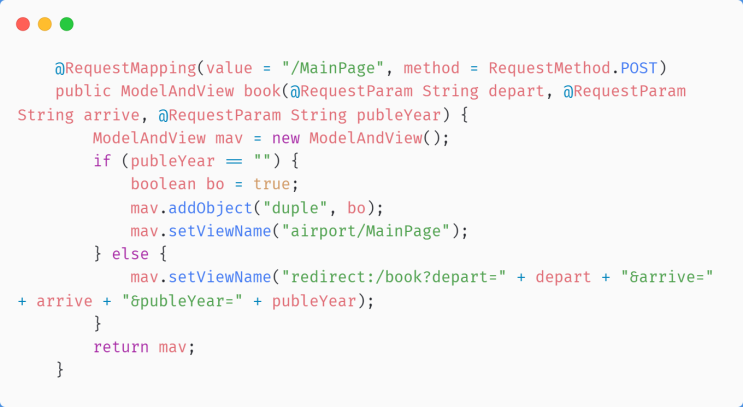 @RequestMapping(value = "/MainPage", method = RequestMethod.POST)
public ModelAndView book(@RequestParam String depart, @RequestParam
String arrive, @RequestParam String publeYear) {
ModelAndView mav = new ModelAndView();
if (publeYear == "") {
boolean bo = true;
mav.addObject("duple", bo);
mav.setViewName("airport/MainPage");
} else {
mav.setViewName("redirect:/book?depart=" + depart + "&arrive="
+ arrive + "&publeYear=" + publeYear);
}
return mav;
}